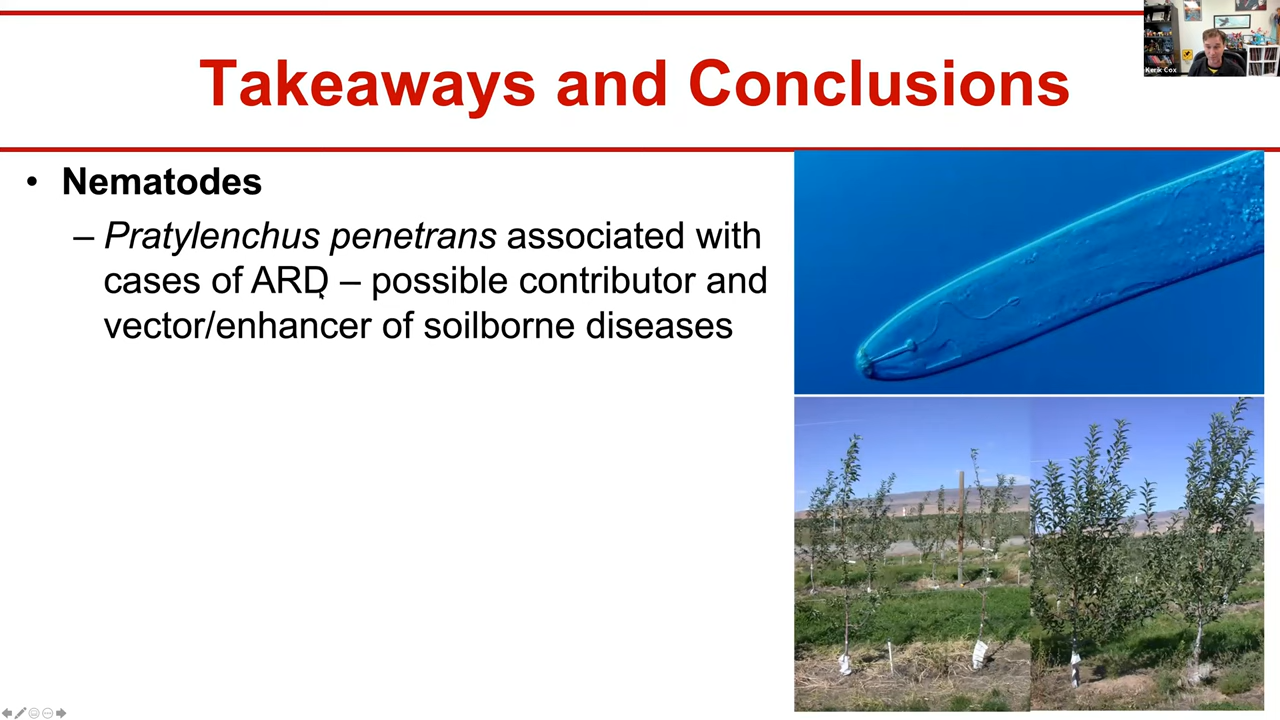 Takeaways and Conclusions
Kerik Cox
• Nematodes
– Pratylenchus penetrans associated with
cases of ARD – possible contributor and
vector/enhancer of soilborne diseases